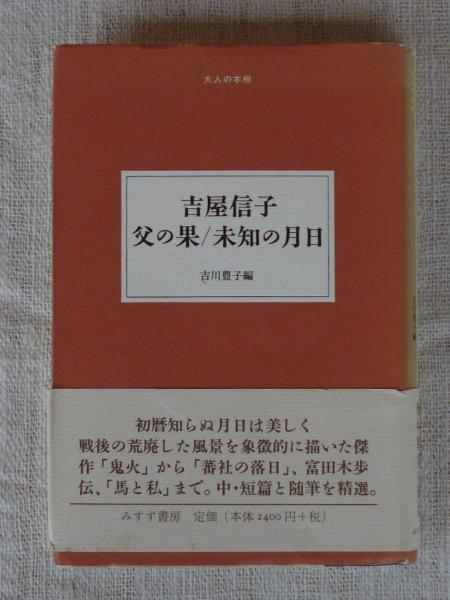 大人の本棚
吉屋信子
父の果/未知の月日
吉川豊子編
初暦知らぬ月日は美しく
戦後の荒廃した風景を象徴的に描いた傑
作「鬼火」から「蕃社の落日」、富田木歩
伝、「馬と私」まで。中・短篇と随筆を精選。
みすず書房 定価(本体2400円+税)